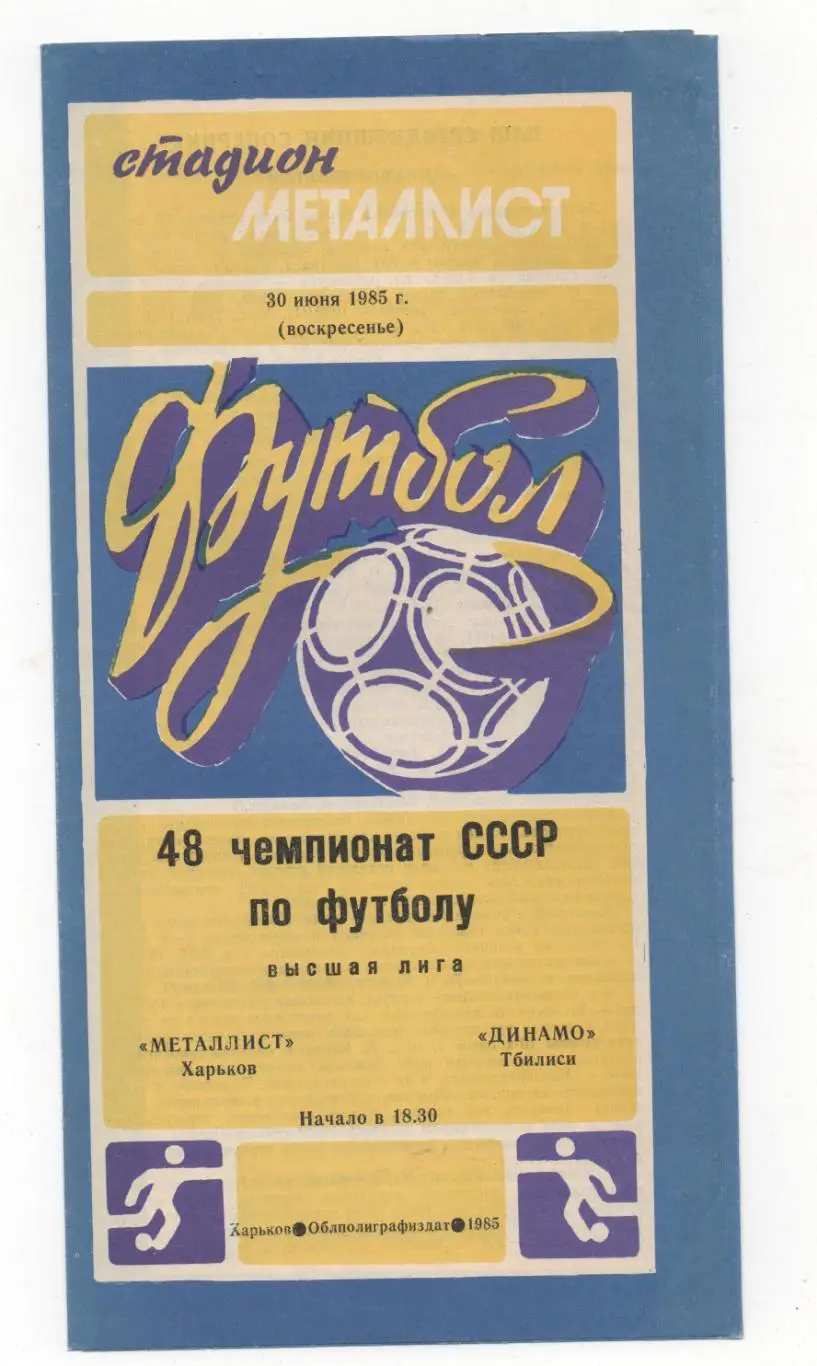 стадион
МЕТАЛЛИСТ
30 июня 1985 г.
(воскресенье)
Футбол
48 чемпионат СССР
по футболу
высшая лига
«МЕТАЛЛИСТ» «ДИНАМО»
Харьков Тбилиси
Начало в 18.30
Харьков●Облполиграфиздат●1985